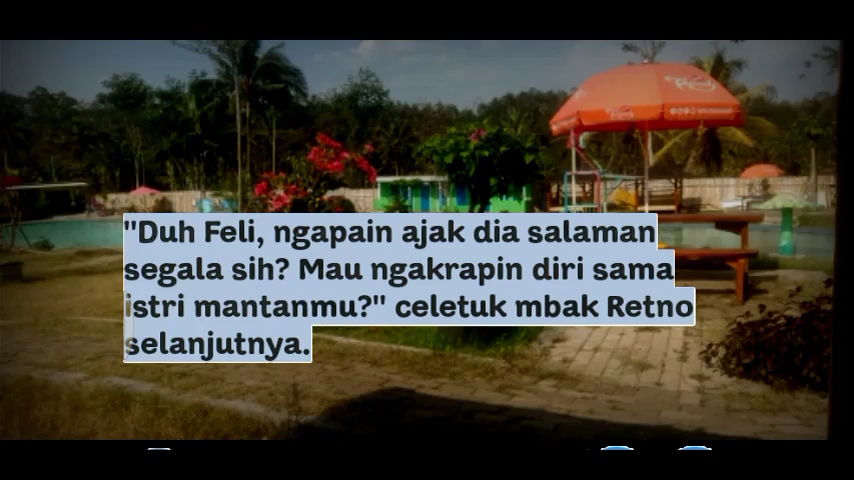 "Duh Feli, ngapain ajak dia salaman
segala sih? Mau ngakrapin diri sama
istri mantanmu?" celetuk mbak Retno
selanjutnya.